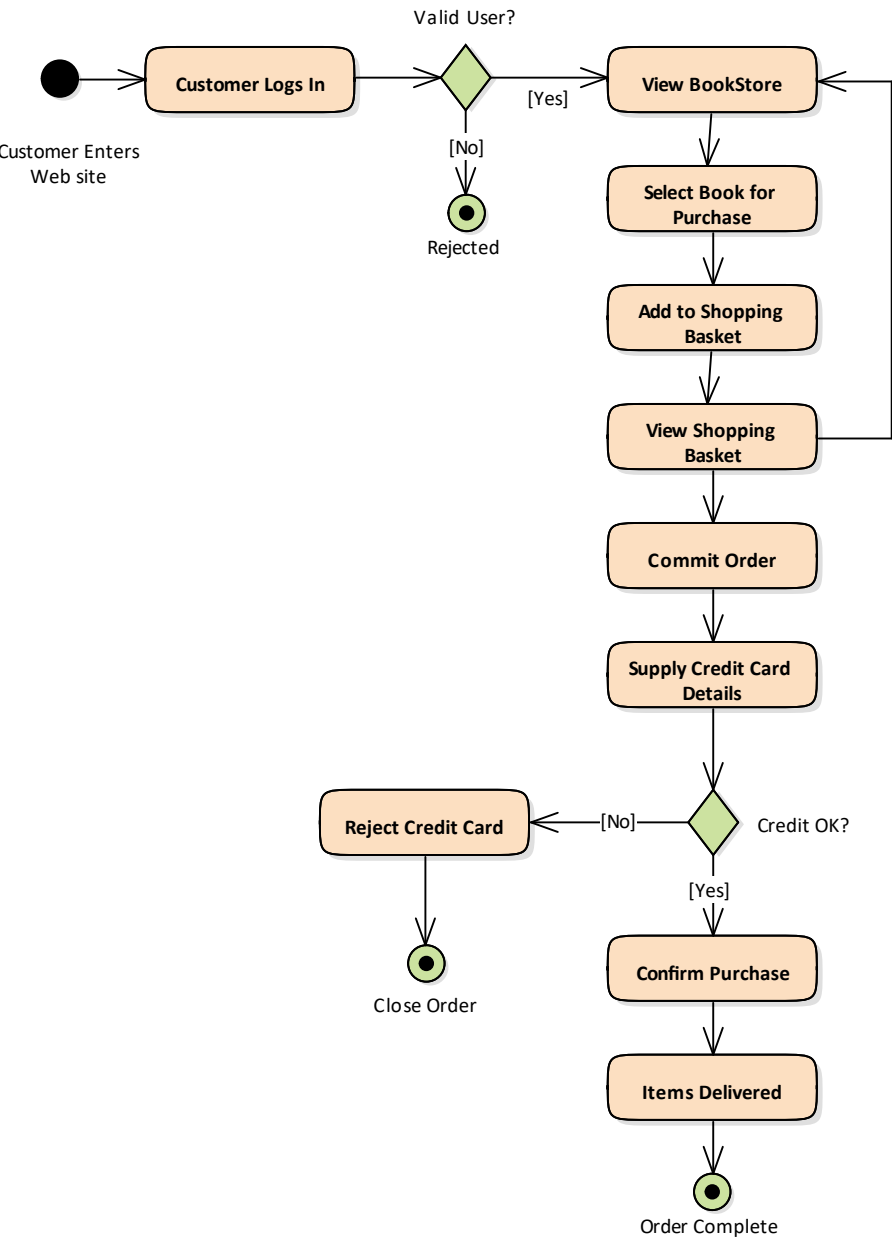 Valid User?
Customer Logs In
View BookStore
[Yes]
Customer Enters
Web site
[No]
Rejected
Select Book for
Purchase
Add to Shopping
Basket
View Shopping
Basket
Commit Order
Supply Credit Card
Details
Reject Credit Card
[No]
Credit OK?
[Yes]
Confirm Purchase
Close Order
Items Delivered
Order Complete